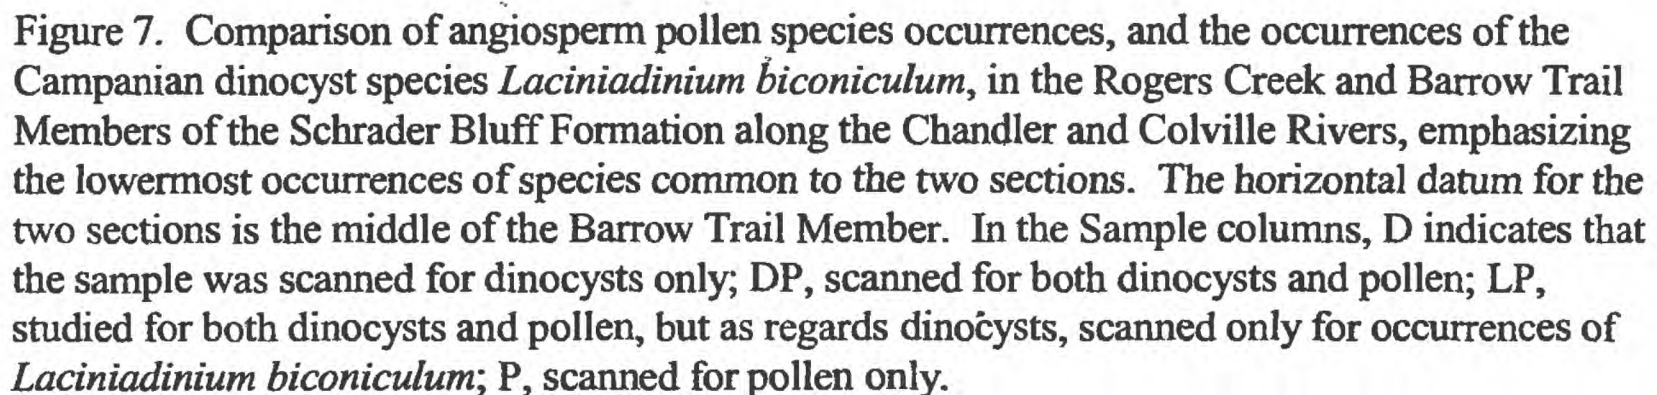 Figure 7.  Comparison of angiosperm pollen species occurrences, and the occurrences of the
Campanian dinocyst species Laciniadinium biconiculum, in the Rogers Creek and Barrow Trail
Members of the Schrader Bluff Formation along the Chandler and Colville Rivers, emphasizing
the lowermost occurrences of species common to the two sections.  The horizontal datum for the
two sections is the middle of the Barrow Trail Member.  In the Sample columns, D indicates that
the sample was scanned for dinocysts only; DP, scanned for both dinocysts and pollen; LP,
studied for both dinocysts and pollen, but as regards dinocysts, scanned only for occurrences of
Laciniadinium biconiculum; P, scanned for pollen only.